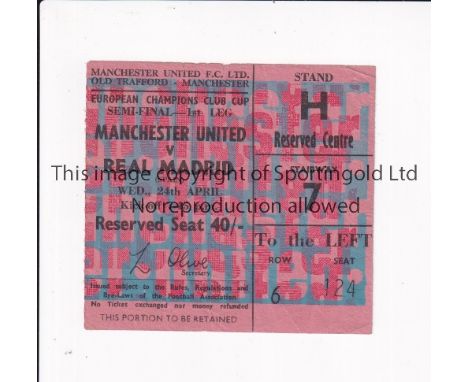 MANCHESTER UNITED F.C. LTD.
OLD TRAFFORD - MANCHESTER
EUROPEAN CHAMPIONS CLUB CUP
SEMI-FINAL—1st LEG
MANCHESTER UNITED
v
REAL MADRID
WED., 24th APRIL
Reserved Seat 40/-
L Olive
Secretary
Issued subject to the Rules, Regulations and
Bye-Laws of the Football Association
No Ticket exchanged nor money refunded
THIS PORTION TO BE RETAINED
STAND
H
Reserved Centre
7
To the LEFT
ROW SEAT
6 124
This image is copyright of Sportingold Ltd
No reproduction allowed